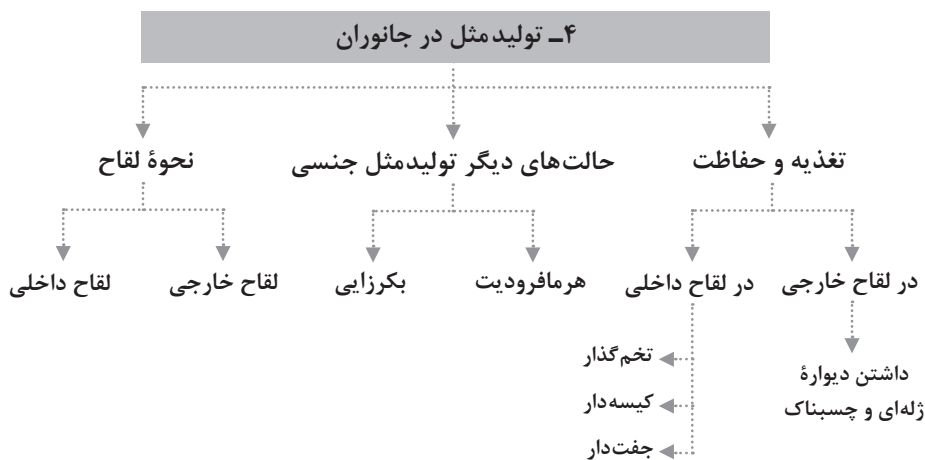 ۴ــ تولیدمثل در جانوران
تغذیه و حفاظت
حالت‌های دیگر تولیدمثل جنسی
نحوهٔ لقاح
در لقاح خارجی
در لقاح داخلی
هرمافرودیت
بکرزایی
لقاح خارجی
لقاح داخلی
داشتن دیوارهٔ
ژله‌ای و چسبناک
تخم‌گذار
کیسه‌دار
جفت‌دار